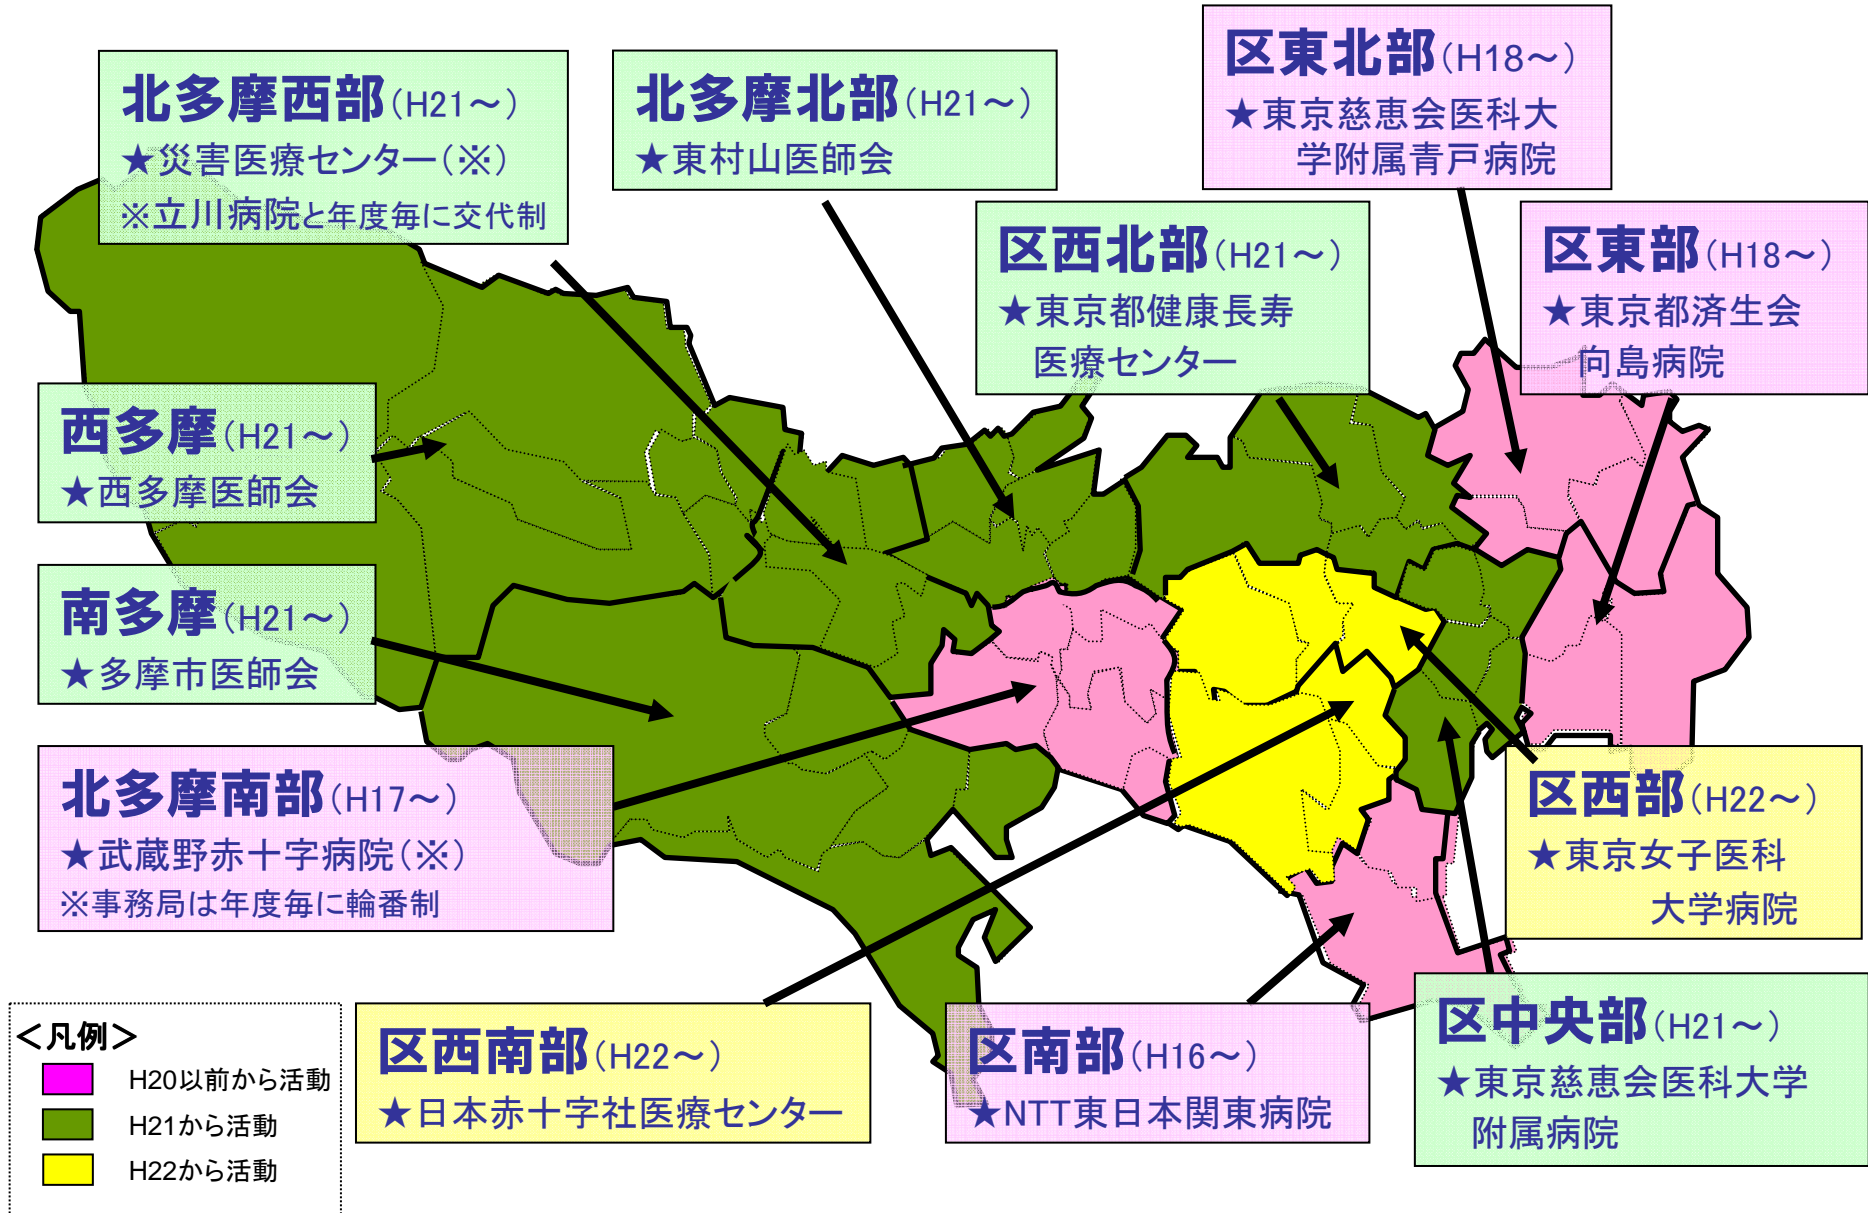 区東北部(H18～)
★東京慈恵会医科大
学附属青戸病院
北多摩西部(H21～)
★災害医療センター(※)
※立川病院と年度毎に交代制
北多摩北部(H21～)
★東村山医師会
区西北部(H21～)
★東京都健康長寿
医療センター
区東部(H18～)
★東京都済生会
向島病院
西多摩(H21～)
★西多摩医師会
南多摩(H21～)
★多摩市医師会
北多摩南部(H17～)
★武蔵野赤十字病院(※)
※事務局は年度毎に輪番制
区西部(H22～)
★東京女子医科
大学病院
区西南部(H22～)
★日本赤十字社医療センター
区南部(H16～)
★NTT東日本関東病院
区中央部(H21～)
★東京慈恵会医科大学
附属病院
＜凡例＞
H20以前から活動
H21から活動
H22から活動